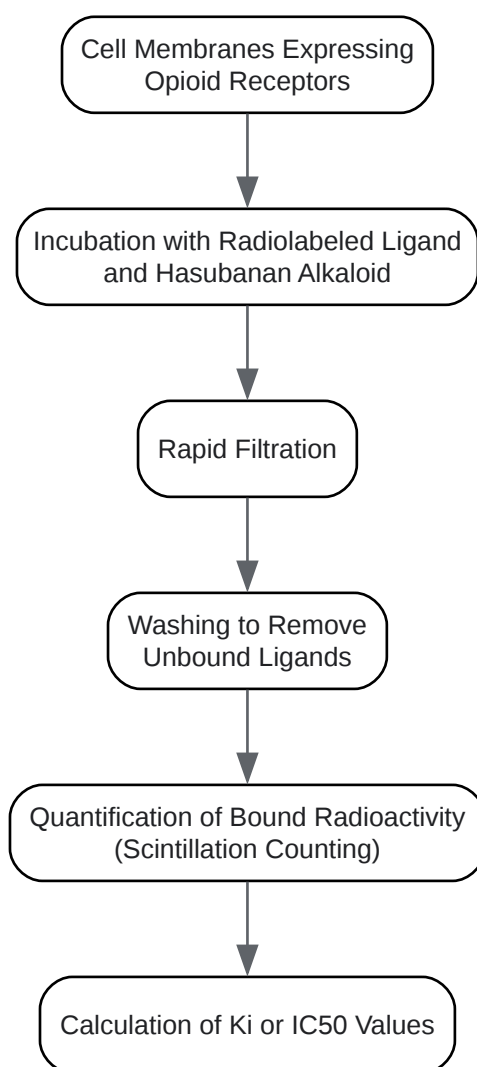 Cell Membranes Expressing
Opioid Receptors
Incubation with Radiolabeled Ligand
and Hasubanan Alkaloid
Rapid Filtration
Washing to Remove
Unbound Ligands
Quantification of Bound Radioactivity
(Scintillation Counting)
Calculation of Ki or IC50 Values